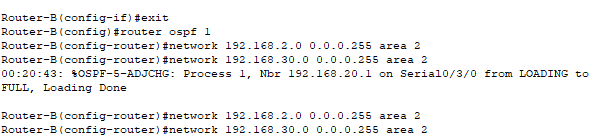 Router-B(config-if)#exit
Router-B(config)#router ospf 1
Router-B(config-router)#network 192.168.2.0 0.0.0.255 area 2
Router-B(config-router)#network 192.168.30.0 0.0.0.255 area 2
00:20:43: %OSPF-5-ADJCHG: Process 1, Nbr 192.168.20.1 on Serial0/3/0 from LOADING to
FULL, Loading Done
Router-B(config-router)#network 192.168.2.0 0.0.0.255 area 2
Router-B(config-router)#network 192.168.30.0 0.0.0.255 area 2